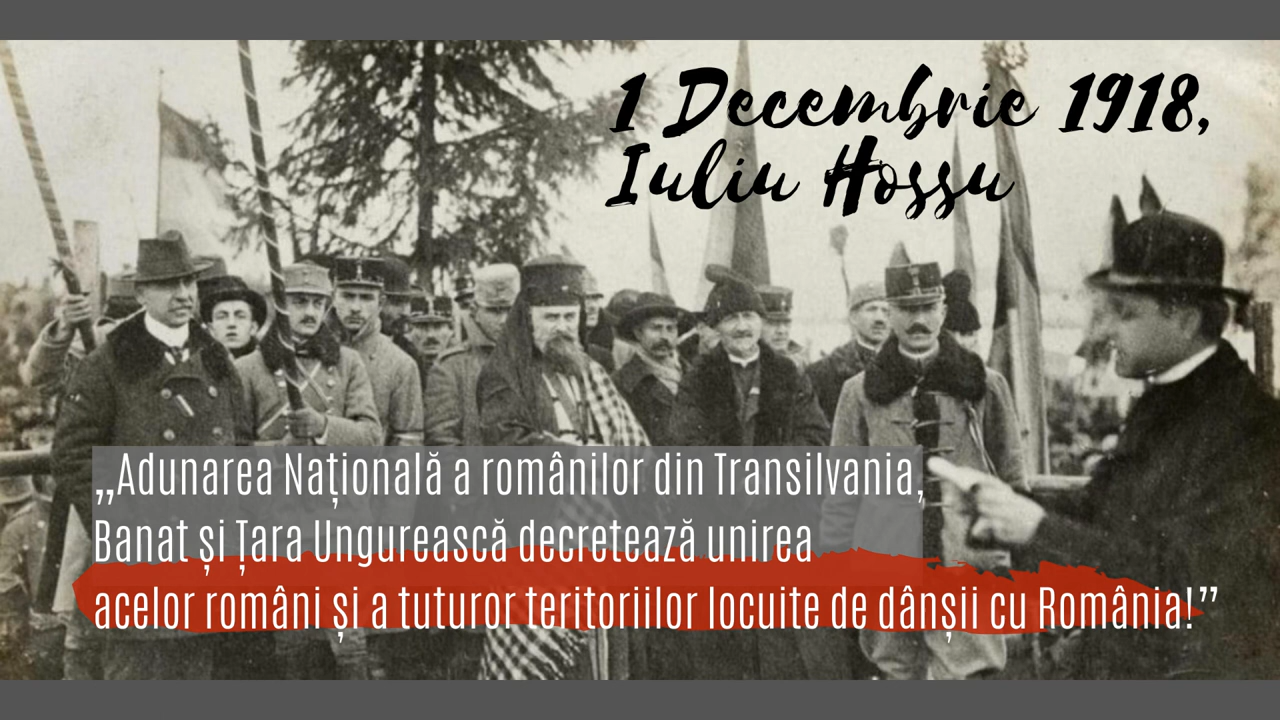 1 Decembrie 1918,
Iuliu Hossu
„Adunarea Națională a românilor din Transilvania,
Banat și Țara Ungurească decretează unirea
acelor români și a tuturor teritoriilor locuite de dânșii cu România!”